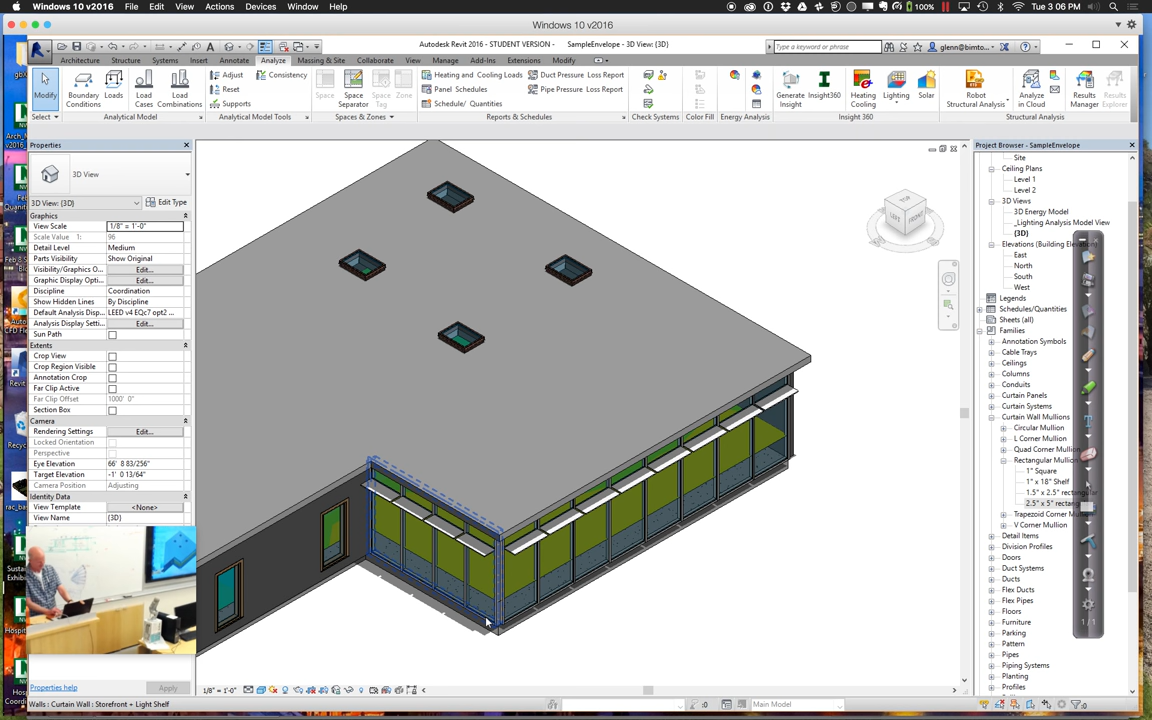 Windows 10 v2016 File Edit View Actions Devices Window Help 100% Tue 3 06 PM
Windows 10 v2016
Autodesk Revit 2016 - STUDENT VERSION - SampleEnvelope - 3D View: {3D}
Type a keyword or phrase
glenn@bimto...
Architecture Structure Systems Insert Annotate Analyze Massing & Site Collaborate View Manage Add-Ins Extensions Modify
Modify
Boundary Conditions
Loads
Load Cases
Load Combinations
Adjust
Reset
Supports
Consistency
Space
Space Separator
Space Tag
Zone
Heating and Cooling Loads
Panel Schedules
Schedule/ Quantities
Duct Pressure Loss Report
Pipe Pressure Loss Report
Generate Insight
Insight360
Heating Cooling
Lighting
Solar
Robot Structural Analysis
Analyze in Cloud
Results Manager
Results Explorer
Select
Analytical Model
Analytical Model Tools
Spaces & Zones
Reports & Schedules
Check Systems
Color Fill
Energy Analysis
Insight 360
Structural Analysis
Properties
3D View
3D View: {3D}
Edit Type
Graphics
View Scale 1/8" = 1'-0"
Scale Value 1: 96
Detail Level Medium
Parts Visibility Show Original
Visibility/Graphics O... Edit...
Graphic Display Opti... Edit...
Discipline Coordination
Show Hidden Lines By Discipline
Default Analysis Disp... LEED v4 EQc7 opt2 ...
Analysis Display Setti... Edit...
Sun Path
Extents
Crop View
Crop Region Visible
Annotation Crop
Far Clip Active
Far Clip Offset 1000' 0"
Section Box
Camera
Rendering Settings Edit...
Locked Orientation
Perspective
Eye Elevation 66' 8 83/256"
Target Elevation -1' 0 13/64"
Camera Position Adjusting
Identity Data
View Template <None>
View Name {3D}
Properties help
Apply
TOP
LEFT
FRONT
Project Browser - SampleEnvelope
Site
Ceiling Plans
Level 1
Level 2
3D Views
3D Energy Model
_Lighting Analysis Model View
{3D}
Elevations (Building Elevation)
East
North
South
West
Legends
Schedules/Quantities
Sheets (all)
Families
Annotation Symbols
Cable Trays
Ceilings
Columns
Conduits
Curtain Panels
Curtain Systems
Curtain Wall Mullions
Circular Mullion
L Corner Mullion
Quad Corner Mullion
Rectangular Mullion
1" Square
1" x 18" Shelf
1.5" x 2.5" rectangular
2.5" x 5" rectang
Trapezoid Corner Mullion
V Corner Mullion
Detail Items
Division Profiles
Doors
Duct Systems
Ducts
Flex Ducts
Flex Pipes
Floors
Furniture
Parking
Pattern
Pipes
Piping Systems
Planting
Profiles
1 / 1
1/8" = 1'-0"
Walls : Curtain Wall : Storefront + Light Shelf
:0
Main Model
:0